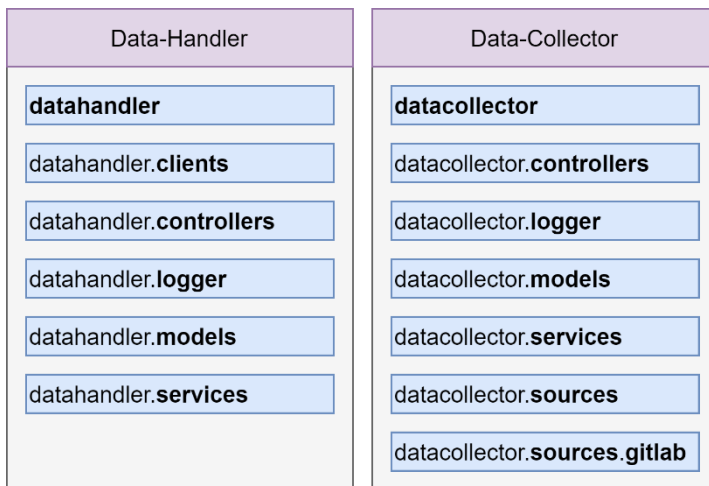 Data-Handler
datahandler
datahandler.clients
datahandler.controllers
datahandler.logger
datahandler.models
datahandler.services
Data-Collector
datacollector
datacollector.controllers
datacollector.logger
datacollector.models
datacollector.services
datacollector.sources
datacollector.sources.gitlab